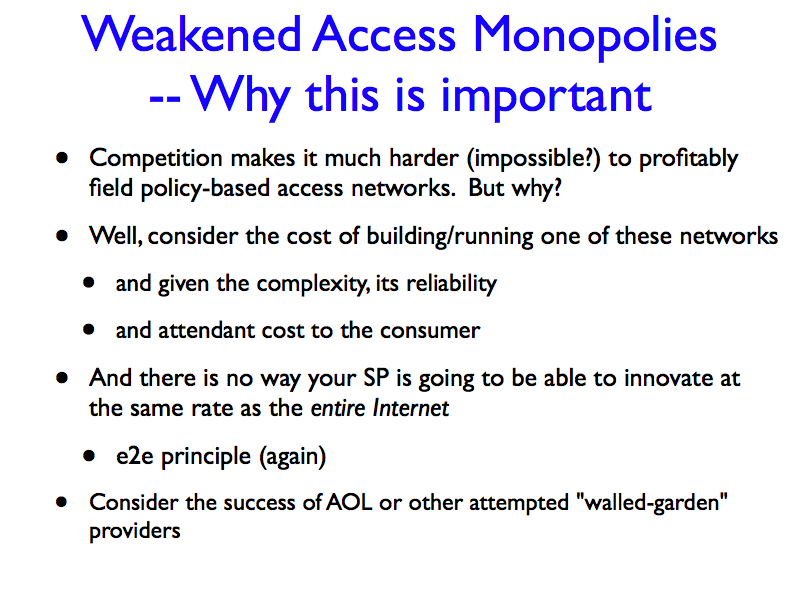 Weakened Access Monopolies
-- Why this is important
• Competition makes it much harder (impossible?) to profitably
field policy-based access networks.  But why?
• Well, consider the cost of building/running one of these networks
• and given the complexity, its reliability
• and attendant cost to the consumer
• And there is no way your SP is going to be able to innovate at
the same rate as the entire Internet
• e2e principle (again)
• Consider the success of AOL or other attempted "walled-garden"
providers